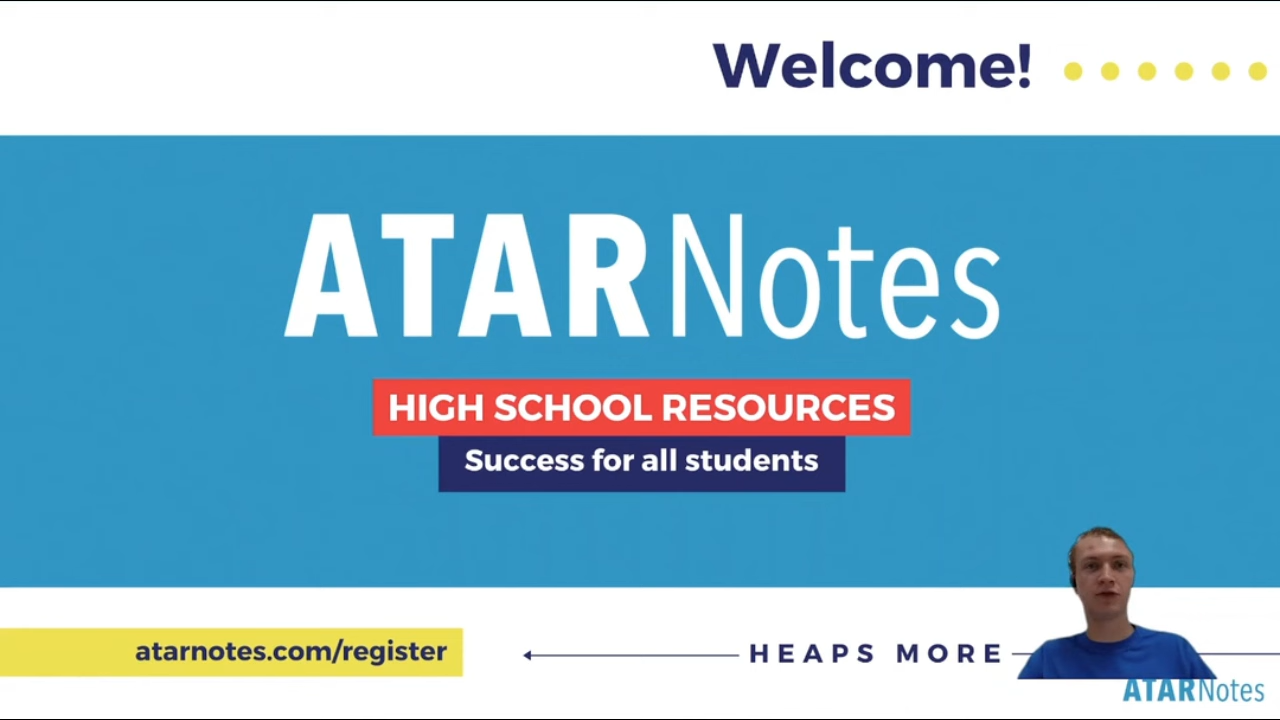 Welcome!
ATARNotes
HIGH SCHOOL RESOURCES
Success for all students
atarnotes.com/register
HEAPS MORE
ATARNotes